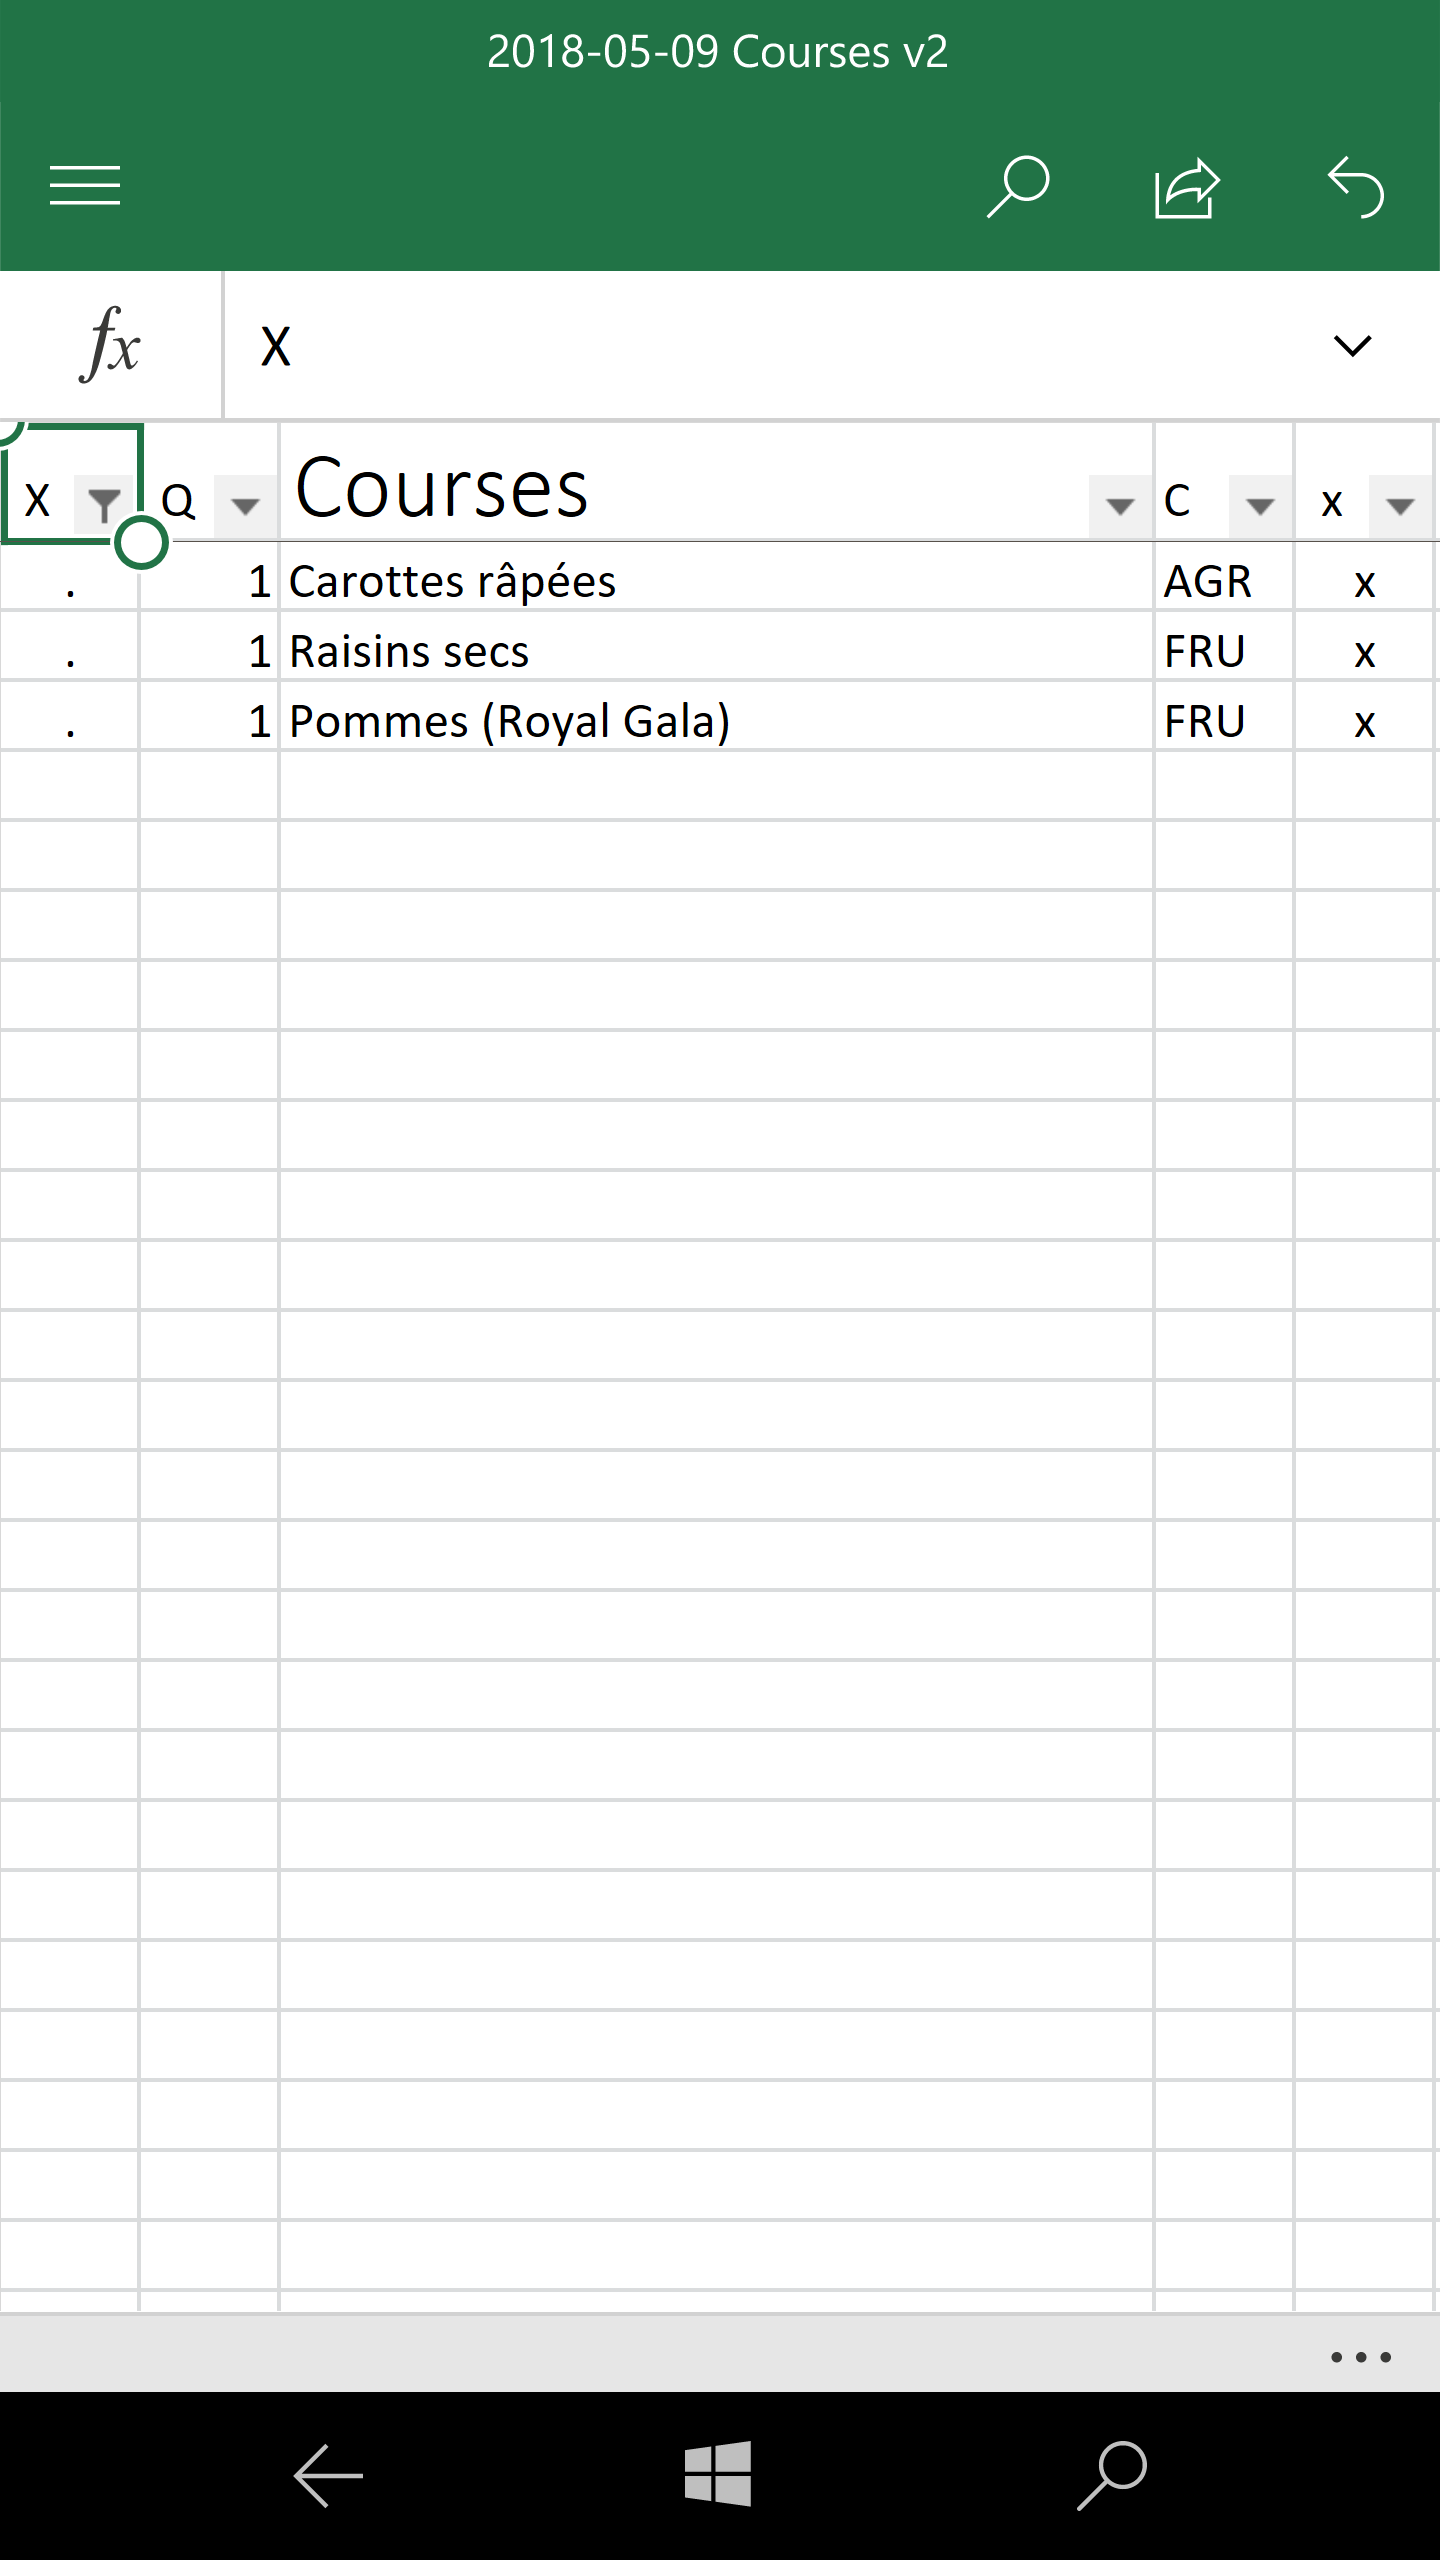 2018-05-09 Courses v2
fx X
X Q Courses C x
. 1 Carottes râpées AGR x
. 1 Raisins secs FRU x
. 1 Pommes (Royal Gala) FRU x